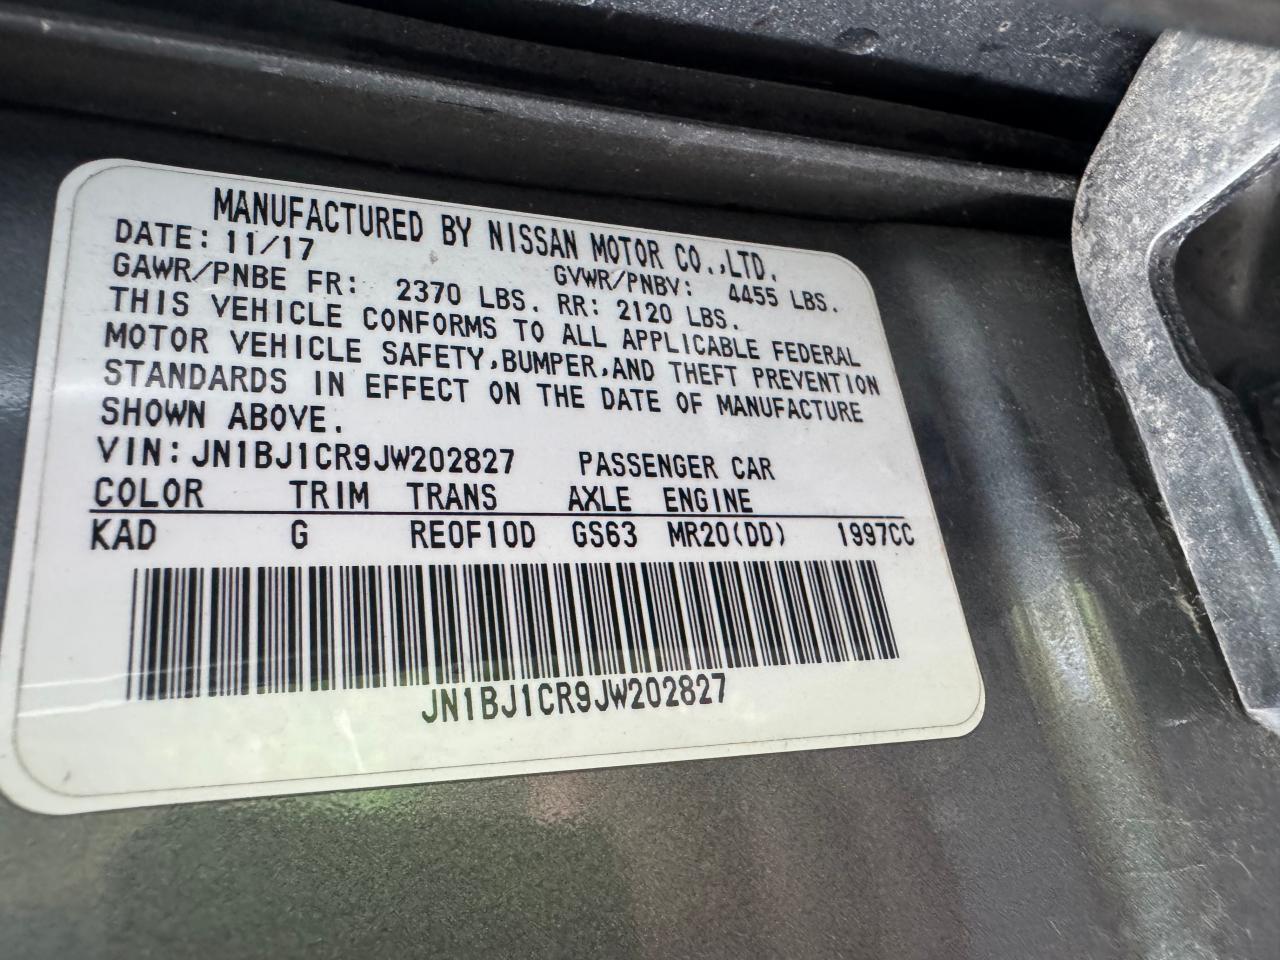 MANUFACTURED BY NISSAN MOTOR CO.,LTD.
DATE: 11/17 GVWR/PNBV: 4455 LBS.
GAWR/PNBE FR: 2370 LBS. RR: 2120 LBS.
THIS VEHICLE CONFORMS TO ALL APPLICABLE FEDERAL
MOTOR VEHICLE SAFETY,BUMPER,AND THEFT PREVENTION
STANDARDS IN EFFECT ON THE DATE OF MANUFACTURE
SHOWN ABOVE.
VIN: JN1BJ1CR9JW202827 PASSENGER CAR
COLOR TRIM TRANS AXLE ENGINE
KAD G RE0F10D GS63 MR20(DD) 1997CC
JN1BJ1CR9JW202827